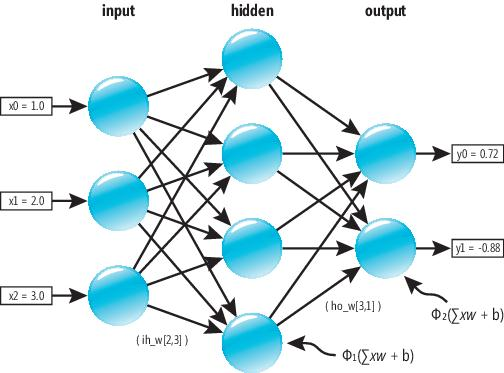 input hidden output
x0 = 1.0
x1 = 2.0
x2 = 3.0
y0 = 0.72
y1 = -0.88
( ih_w[2,3] )
( ho_w[3,1] )
Φ1(∑xw + b)
Φ2(∑xw + b)